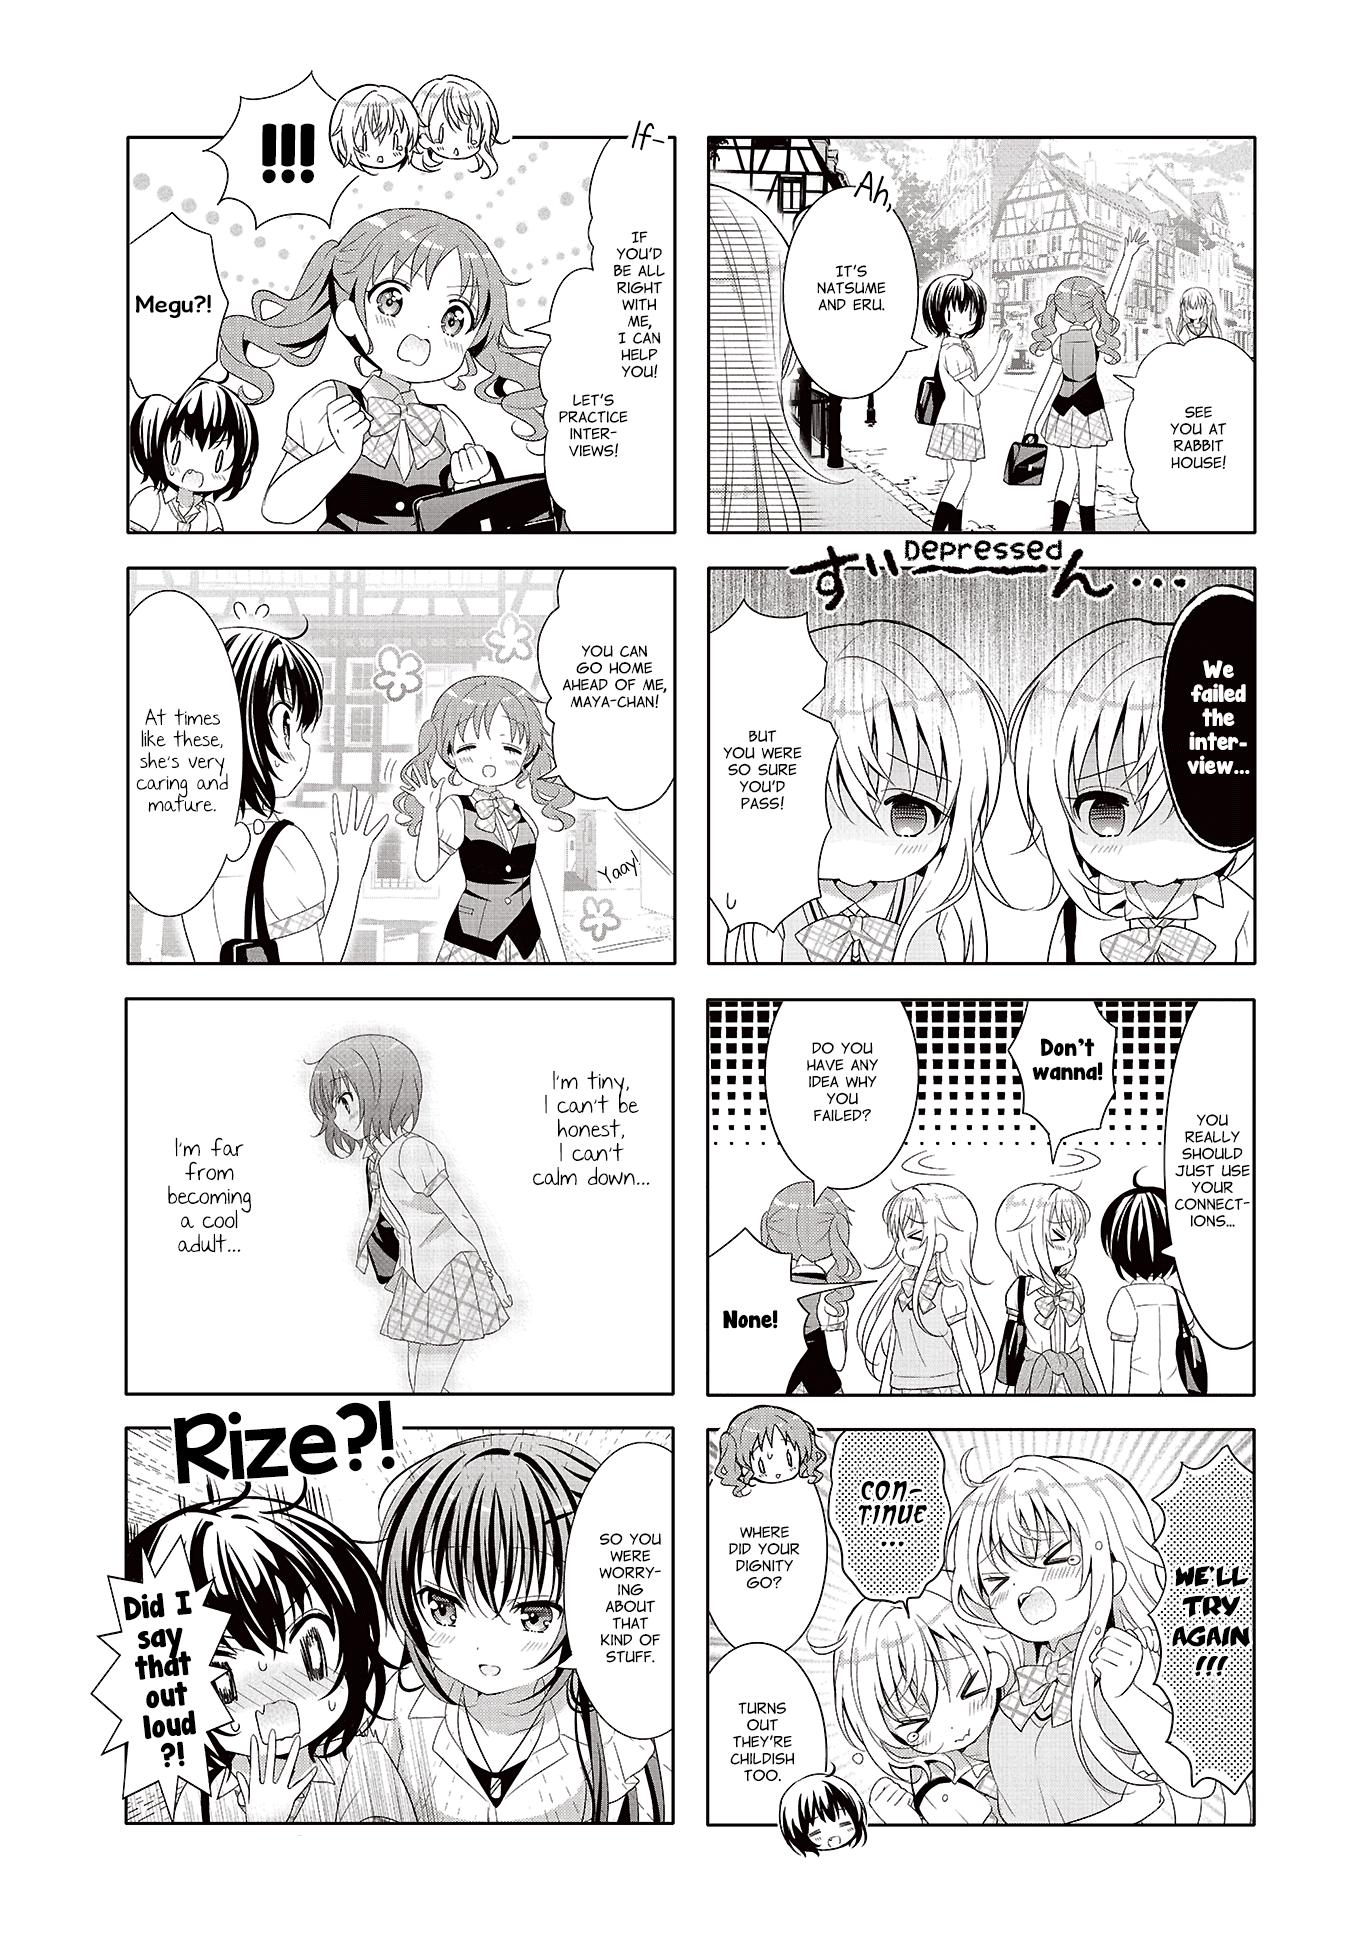 Ah,
IT'S
NATSUME
AND ERU.
SEE
YOU AT
RABBIT
HOUSE!
Depressed
ずぅぅん…
We
failed
the
inter-
view...
BUT
YOU WERE
SO SURE
YOU'D
PASS!
YOU
REALLY
SHOULD
JUST USE
YOUR
CONNECT-
IONS...
Don't
wanna!
DO YOU
HAVE ANY
IDEA WHY
YOU
FAILED?
None!
WE'LL
TRY
AGAIN
!!!
CON-
TINUE
...
WHERE
DID YOUR
DIGNITY
GO?
TURNS
OUT
THEY'RE
CHILDISH
TOO.
If-
IF
YOU'D
BE ALL
RIGHT
WITH
ME,
I CAN
HELP
YOU!
LET'S
PRACTICE
INTER-
VIEWS!
!!!
Megu?!
YOU CAN
GO HOME
AHEAD OF ME,
MAYA-CHAN!
Yaay!
At times
like these,
she's very
caring and
mature.
I'm tiny,
I can't be
honest,
I can't
calm down...
I'm far
from
becoming
a cool
adult...
SO YOU
WERE
WORRY-
ING
ABOUT
THAT
KIND OF
STUFF.
Rize?!
Did I
say
that
out
loud
?!